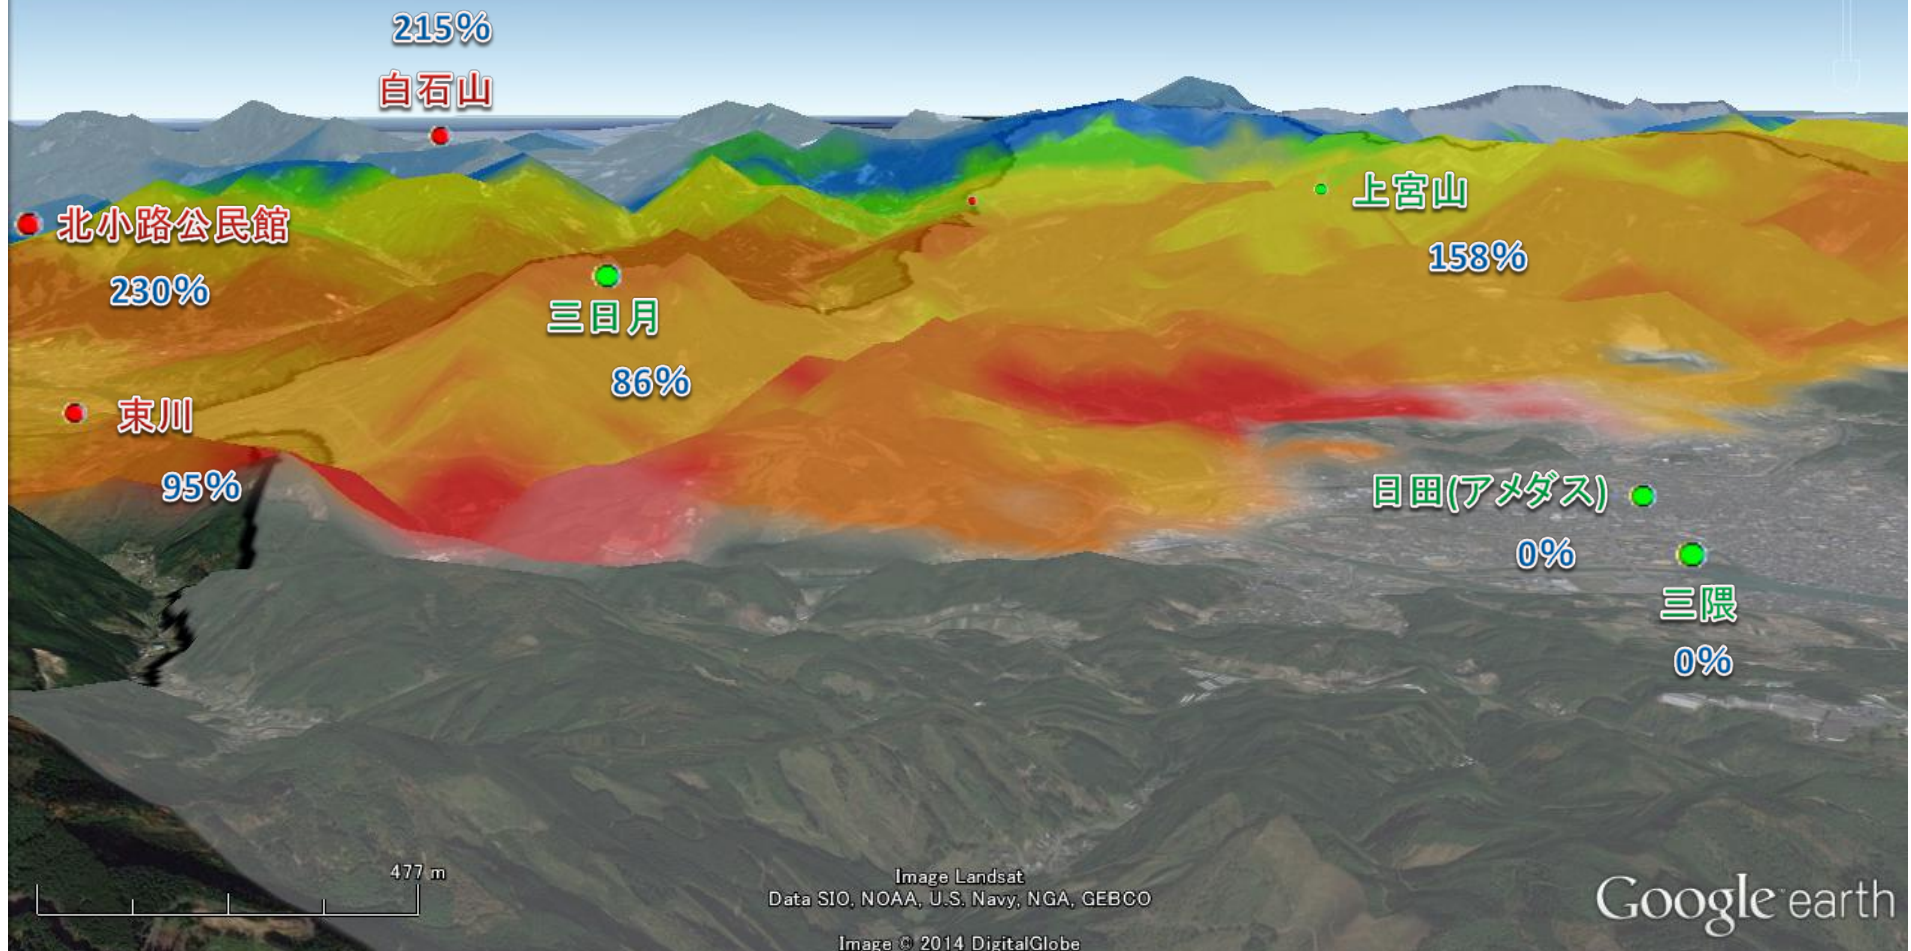 215%
白石山
北小路公民館
230%
上宮山
158%
三日月
86%
束川
95%
日田(アメダス)
0%
三隈
0%
477 m
Image Landsat
Data SIO, NOAA, U.S. Navy, NGA, GEBCO
Image © 2014 DigitalGlobe
Google earth